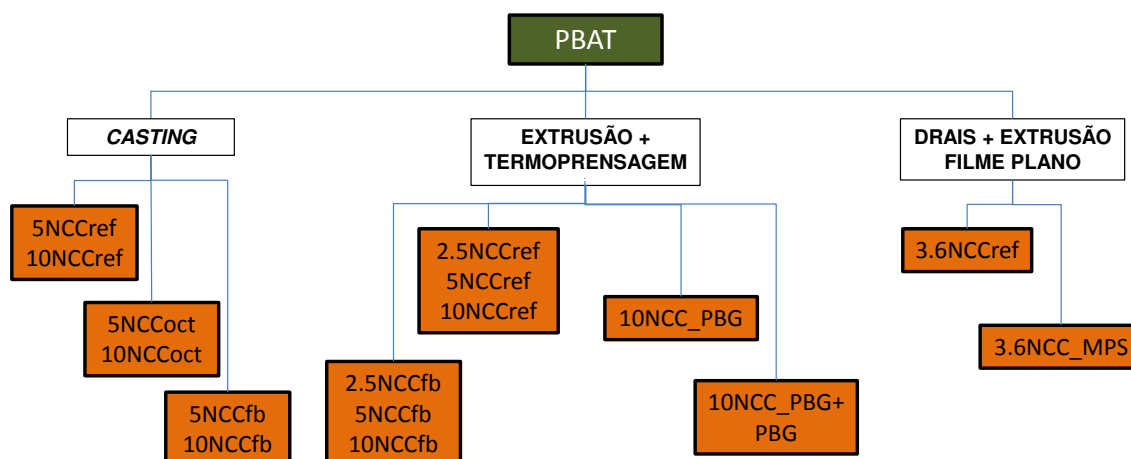 PBAT
CASTING
EXTRUSÃO +
TERMOPRENSAGEM
DRAIS + EXTRUSÃO
FILME PLANO
5NCCref
10NCCref
5NCCoct
10NCCoct
5NCCfb
10NCCfb
2.5NCCref
5NCCref
10NCCref
2.5NCCfb
5NCCfb
10NCCfb
10NCC_PBG
10NCC_PBG+
PBG
3.6NCCref
3.6NCC_MPS